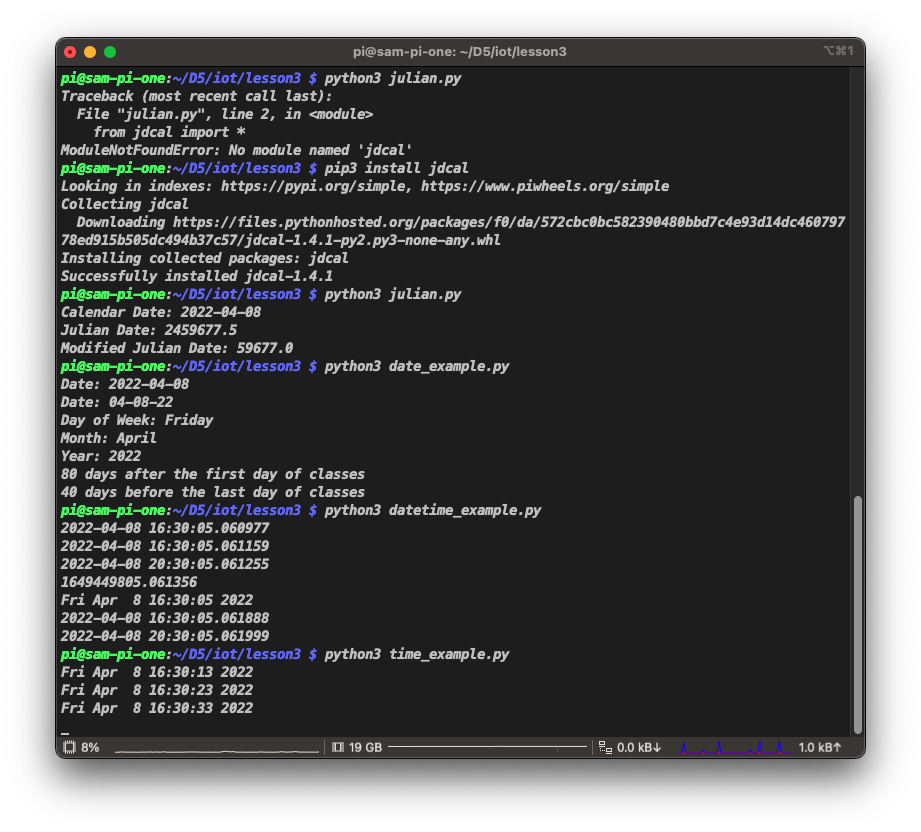 pi@sam-pi-one: ~/D5/iot/lesson3
⌥⌘1
pi@sam-pi-one:~/D5/iot/lesson3 $ python3 julian.py
Traceback (most recent call last):
  File "julian.py", line 2, in <module>
    from jdcal import *
ModuleNotFoundError: No module named 'jdcal'
pi@sam-pi-one:~/D5/iot/lesson3 $ pip3 install jdcal
Looking in indexes: https://pypi.org/simple, https://www.piwheels.org/simple
Collecting jdcal
  Downloading https://files.pythonhosted.org/packages/f0/da/572cbc0bc582390480bbd7c4e93d14dc460797
78ed915b505dc494b37c57/jdcal-1.4.1-py2.py3-none-any.whl
Installing collected packages: jdcal
Successfully installed jdcal-1.4.1
pi@sam-pi-one:~/D5/iot/lesson3 $ python3 julian.py
Calendar Date: 2022-04-08
Julian Date: 2459677.5
Modified Julian Date: 59677.0
pi@sam-pi-one:~/D5/iot/lesson3 $ python3 date_example.py
Date: 2022-04-08
Date: 04-08-22
Day of Week: Friday
Month: April
Year: 2022
80 days after the first day of classes
40 days before the last day of classes
pi@sam-pi-one:~/D5/iot/lesson3 $ python3 datetime_example.py
2022-04-08 16:30:05.060977
2022-04-08 16:30:05.061159
2022-04-08 20:30:05.061255
1649449805.061356
Fri Apr  8 16:30:05 2022
2022-04-08 16:30:05.061888
2022-04-08 20:30:05.061999
pi@sam-pi-one:~/D5/iot/lesson3 $ python3 time_example.py
Fri Apr  8 16:30:13 2022
Fri Apr  8 16:30:23 2022
Fri Apr  8 16:30:33 2022
8% 19 GB 0.0 kB↓ 1.0 kB↑